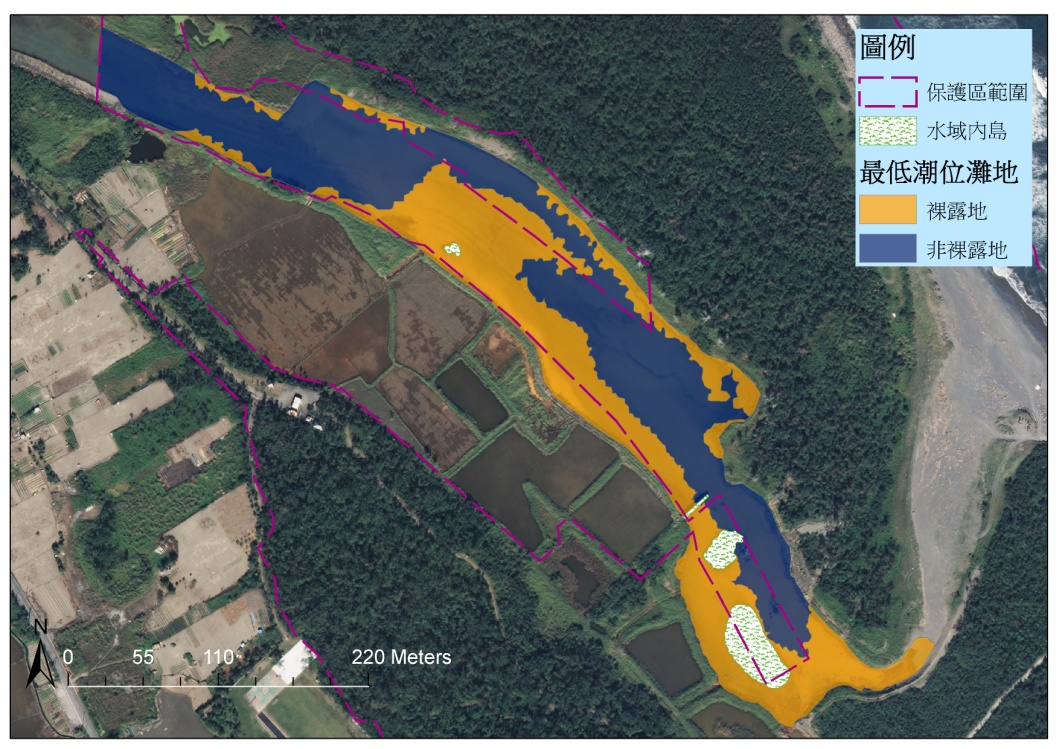 圖例
保護區範圍
水域內島
最低潮位灘地
裸露地
非裸露地
N
0 55 110 220 Meters